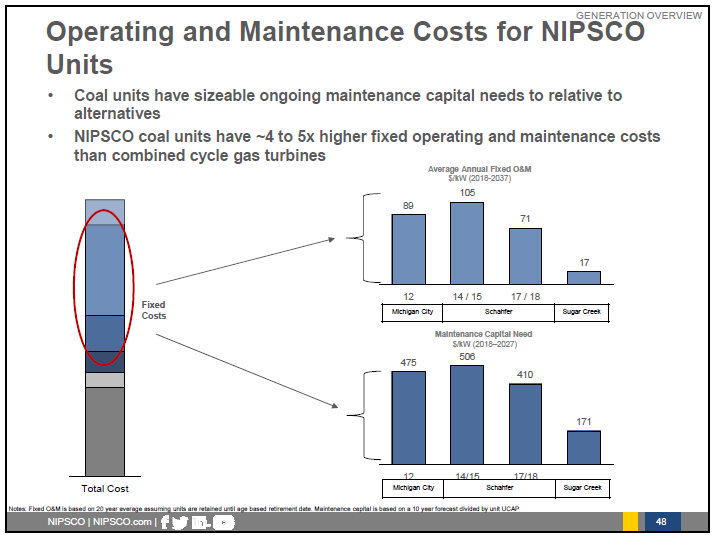 GENERATION OVERVIEW
Operating and Maintenance Costs for NIPSCO
Units
• Coal units have sizeable ongoing maintenance capital needs to relative to
alternatives
• NIPSCO coal units have ~4 to 5x higher fixed operating and maintenance costs
than combined cycle gas turbines
Average Annual Fixed O&M
$/kW (2018-2037)
89 105 71 17
12 14 / 15 17 / 18
Michigan City Schahfer Sugar Creek
Fixed
Costs
Maintenance Capital Need
$/kW (2018–2027)
475 506 410 171
12 14/15 17/18
Michigan City Schahfer Sugar Creek
Total Cost
Notes: Fixed O&M is based on 20 year average assuming units are retained until age based retirement date. Maintenance capital is based on a 10 year forecast divided by unit UCAP
NIPSCO | NIPSCO.com |
48